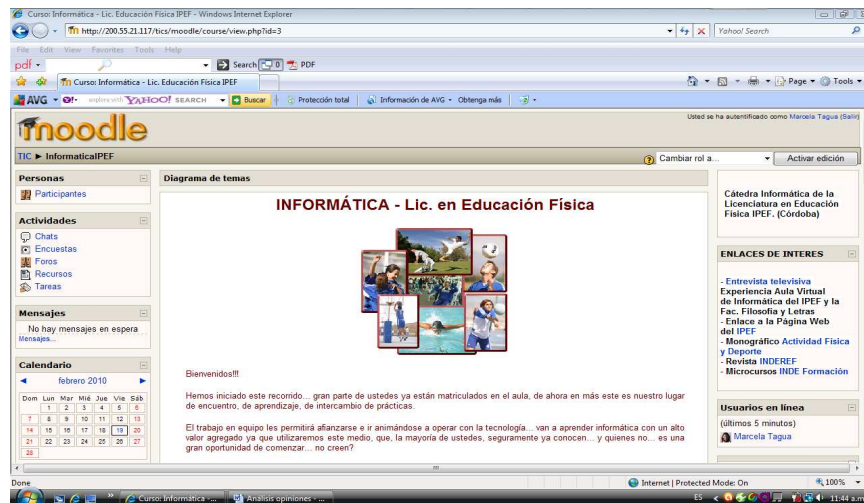 Curso: Informática - Lic. Educación Física IPEF - Windows Internet Explorer
http://200.55.21.117/tics/moodle/course/view.php?id=3
Yahoo! Search
File Edit View Favorites Tools Help
pdf Search 0 PDF
Curso: Informática - Lic. Educación Física IPEF
Page Tools
AVG YAHOO! SEARCH Buscar Protección total Información de AVG Obtenga más
moodle
Usted se ha autentificado como Marcela Tagua (Salir)
TIC ► InformaticaIPEF
Cambiar rol a... Activar edición
Personas
Participantes
Actividades
Chats
Encuestas
Foros
Recursos
Tareas
Mensajes
No hay mensajes en espera
Mensajes...
Calendario
febrero 2010
Dom Lun Mar Mié Jue Vie Sáb
1 2 3 4 5 6
7 8 9 10 11 12 13
14 15 16 17 18 19 20
21 22 23 24 25 26 27
28
Diagrama de temas
INFORMÁTICA - Lic. en Educación Física
Bienvenidos!!!
Hemos iniciado este recorrido... gran parte de ustedes ya están matriculados en el aula, de ahora en más este es nuestro lugar
de encuentro, de aprendizaje, de intercambio de prácticas.
El trabajo en equipo les permitirá afianzarse e ir animándose a operar con la tecnología... van a aprender informática con un alto
valor agregado ya que utilizaremos este medio, que, la mayoría de ustedes, seguramente ya conocen... y quienes no... es una
gran oportunidad de comenzar... no creen?
Cátedra Informática de la
Licenciatura en Educación
Física IPEF. (Córdoba)
ENLACES DE INTERES
- Entrevista televisiva
Experiencia Aula Virtual
de Informática del IPEF y la
Fac. Filosofía y Letras
- Enlace a la Página Web
del IPEF
- Monográfico Actividad Física
y Deporte
- Revista INDEREF
- Microcursos INDE Formación
Usuarios en línea
(últimos 5 minutos)
Marcela Tagua
Done
Internet | Protected Mode: On
100%
Curso: Informática -...
Análisis opiniones - ...
ES
11:44 a.m.